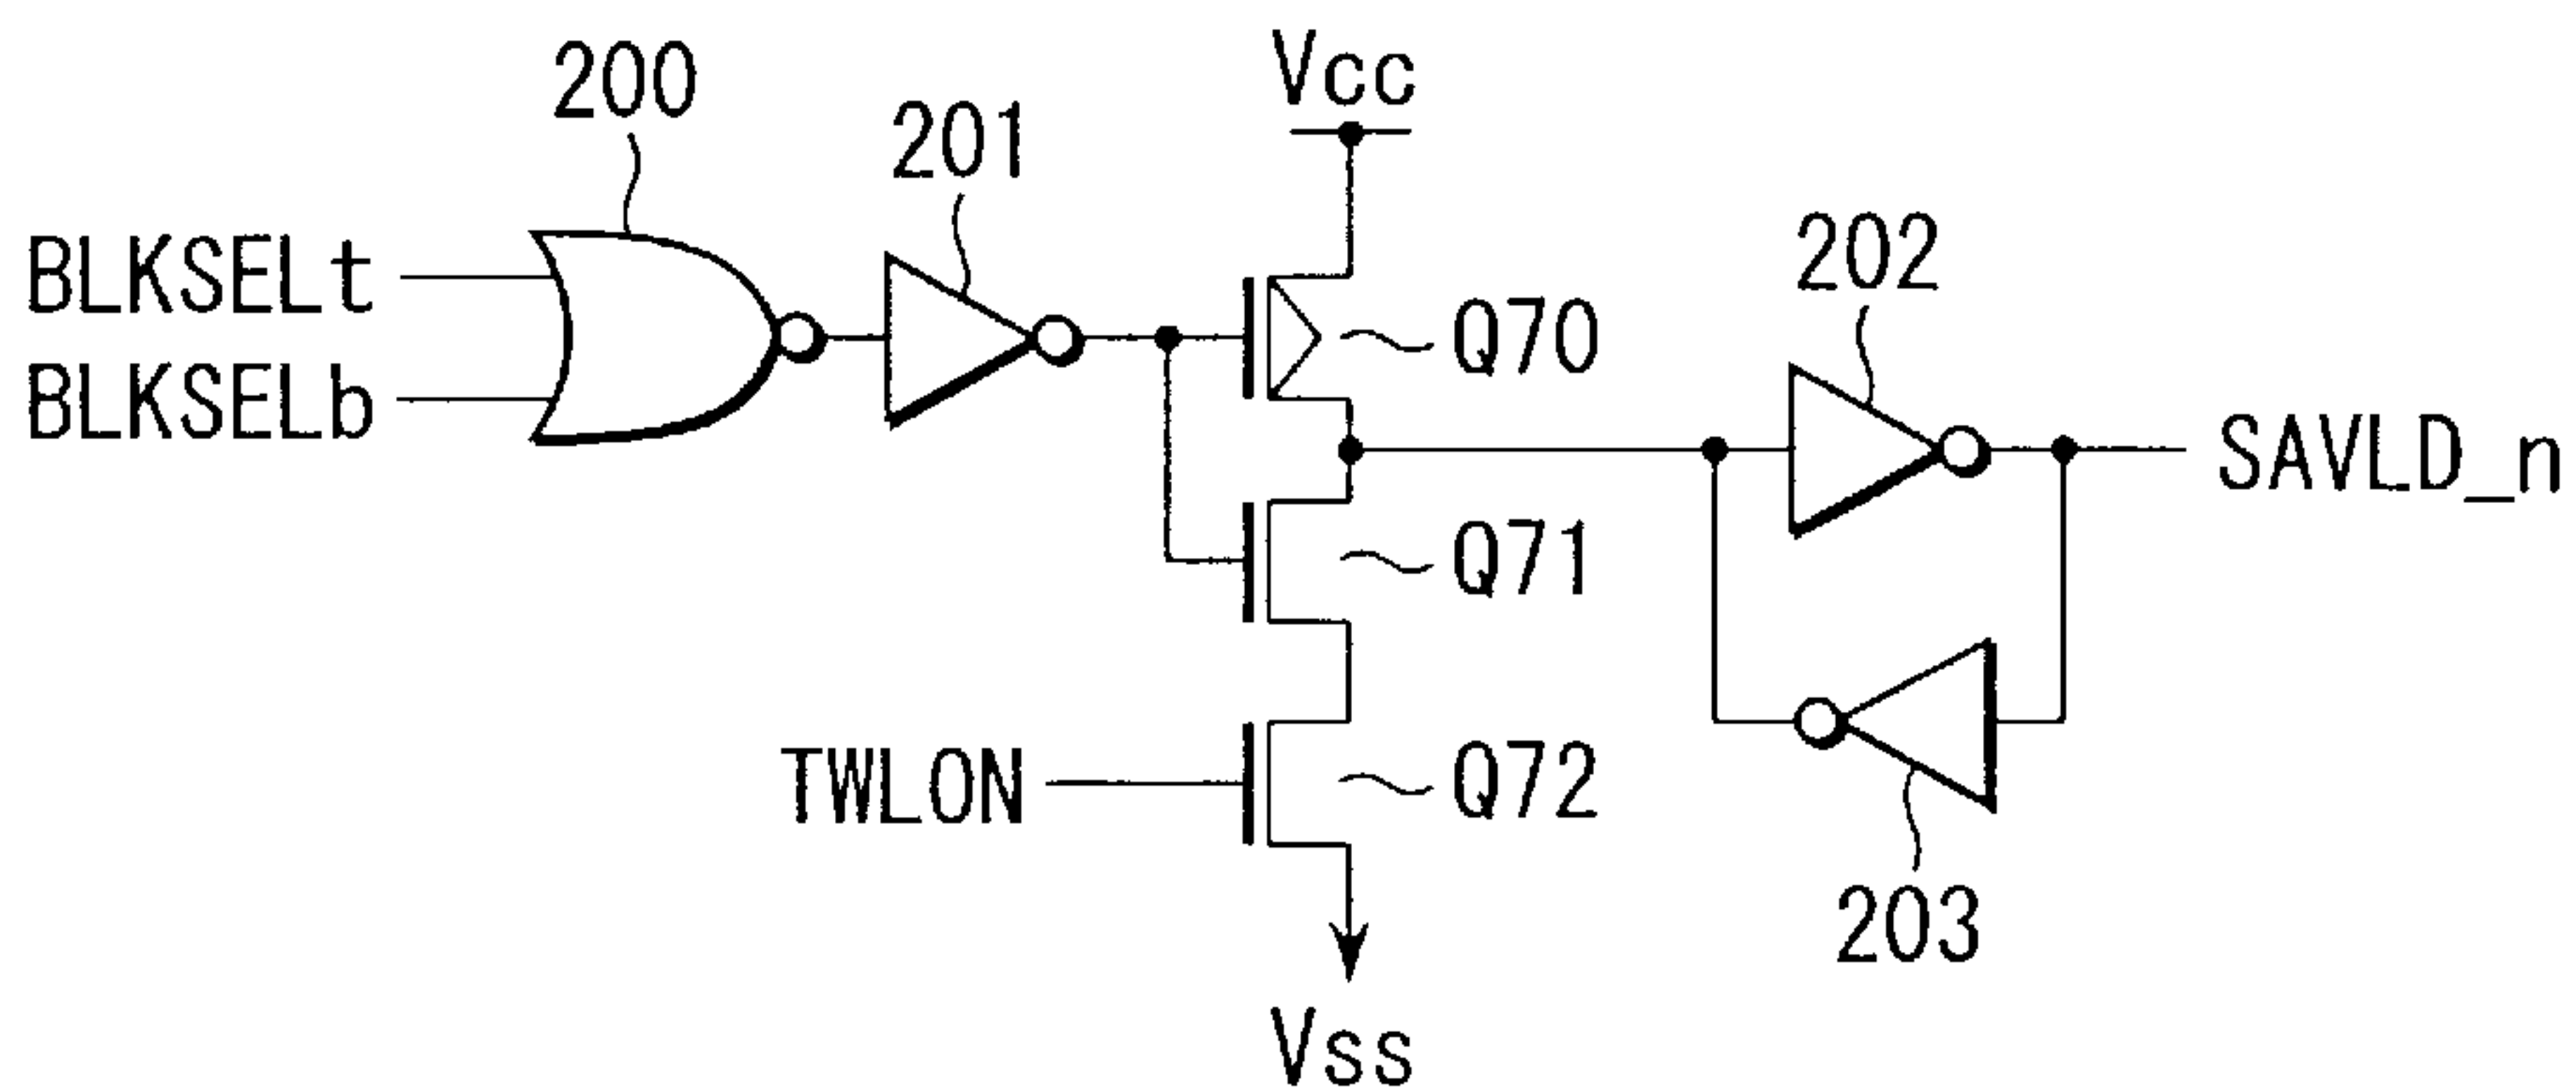 200
201
Vcc
202
BLKSELt
BLKSELb
Q70
SAVLD_n
Q71
TWLON
Q72
203
Vss